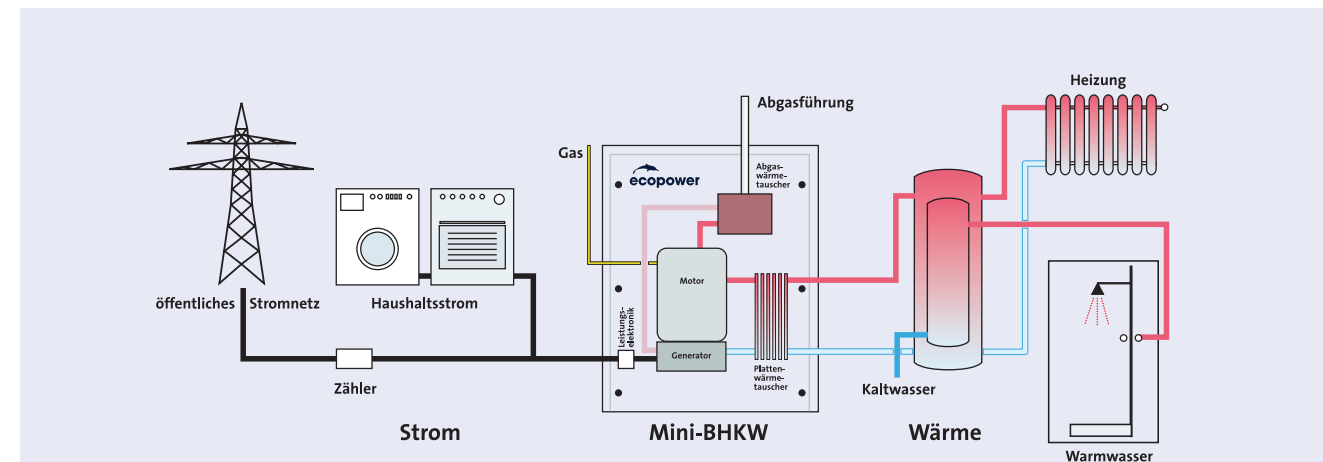 Heizung
Abgasführung
Gas
Abgas-
wärme-
tauscher
ecopower
Motor
öffentliches Stromnetz
Haushaltsstrom
Leistungs-
elektronik
Generator
Platten-
wärme-
tauscher
Zähler
Kaltwasser
Strom
Mini-BHKW
Wärme
Warmwasser